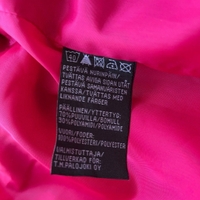 40
PESTÄVÄ NURINPÄIN/
TVÄTTAS AVIGA SIDAN UTÅT
PESTÄVÄ SAMANVÄRISTEN
KANSSA/TVÄTTAS MED
LIKNANDE FÄRGER
PÄÄLLINEN/YTTERTYG:
70%PUUVILLA/BOMULL
30%POLYAMIDI/POLYAMIDE
VUORI/FODER:
100%POLYESTERI/POLYESTER
VALMISTUTTAJA/
TILLVERKAD FÖR:
T.M.PALOJOKI OY